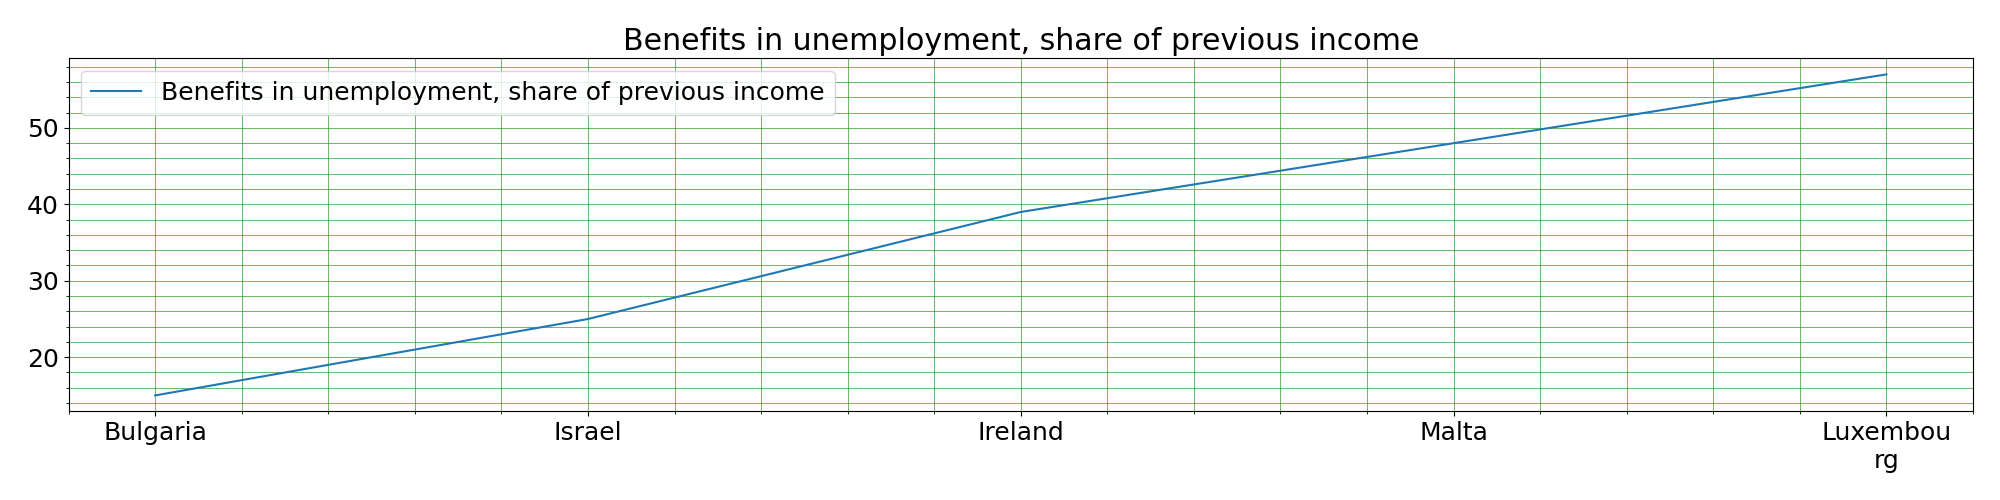 Benefits in unemployment, share of previous income
Benefits in unemployment, share of previous income
50
40
30
20
Bulgaria
Israel
Ireland
Malta
Luxembou
rg